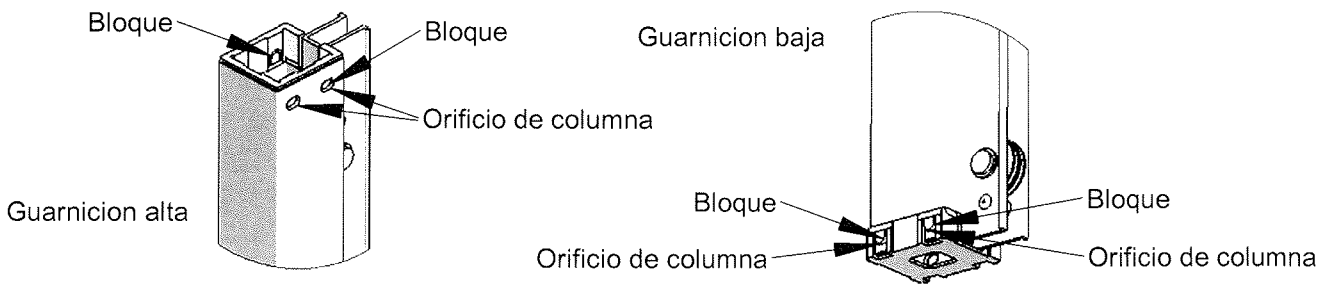 Bloque
Bloque
Orificio de columna
Guarnicion alta
Guarnicion baja
Bloque
Bloque
Orificio de columna
Orificio de columna